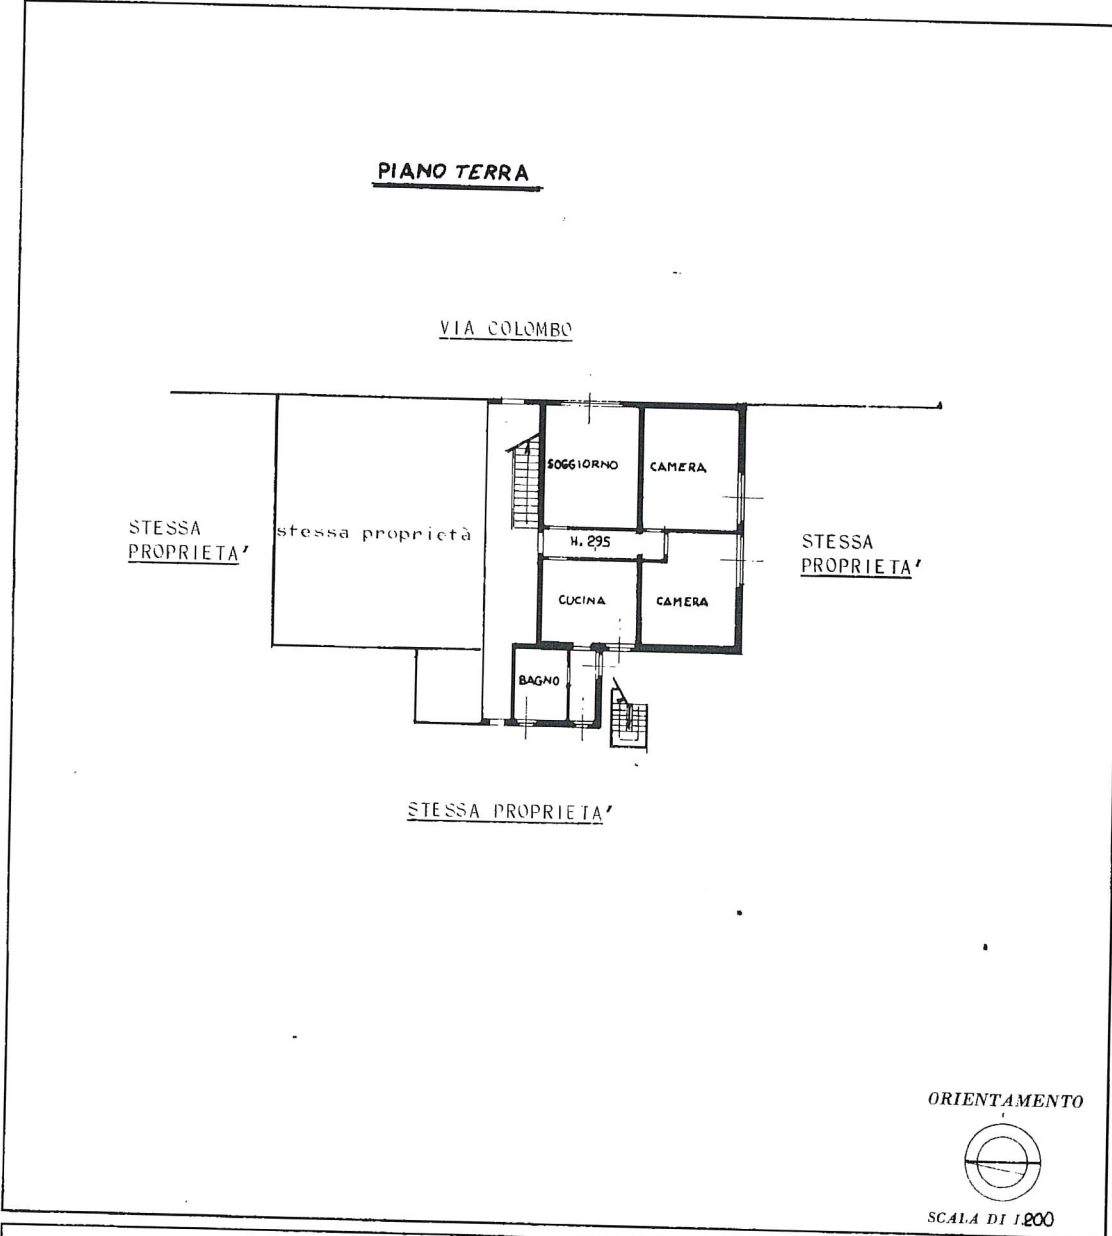 PIANO TERRA
VIA COLOMBO
SOGGIORNO
CAMERA
STESSA
PROPRIETA'
stessa proprietà
H. 295
STESSA
PROPRIETA'
CUCINA
CAMERA
BAGNO
STESSA PROPRIETA'
ORIENTAMENTO
SCALA DI 1.200